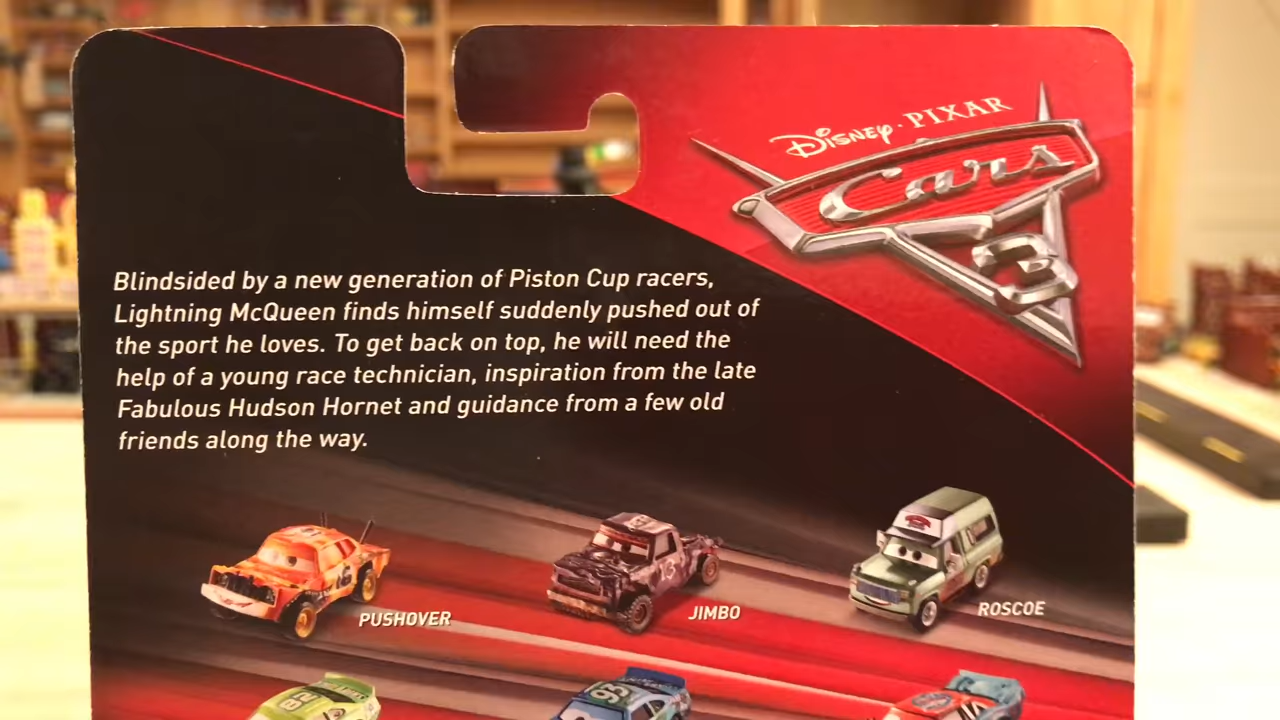 Disney·PIXAR
Cars
3
Blindsided by a new generation of Piston Cup racers,
Lightning McQueen finds himself suddenly pushed out of
the sport he loves. To get back on top, he will need the
help of a young race technician, inspiration from the late
Fabulous Hudson Hornet and guidance from a few old
friends along the way.
PUSHOVER
13
JIMBO
ROSCOE
93